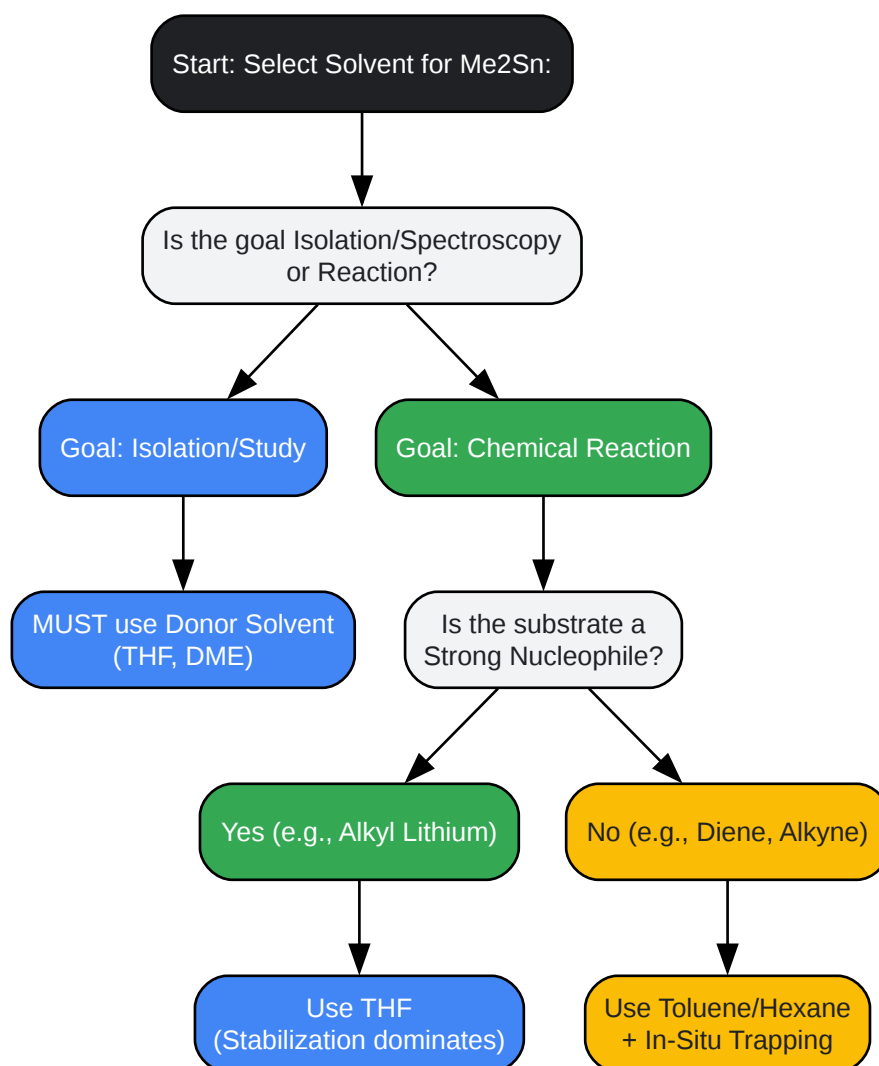 Start: Select Solvent for Me2Sn:
Is the goal Isolation/Spectroscopy
or Reaction?
Goal: Isolation/Study
Goal: Chemical Reaction
MUST use Donor Solvent
(THF, DME)
Is the substrate a
Strong Nucleophile?
Yes (e.g., Alkyl Lithium)
No (e.g., Diene, Alkyne)
Use THF
(Stabilization dominates)
Use Toluene/Hexane
+ In-Situ Trapping